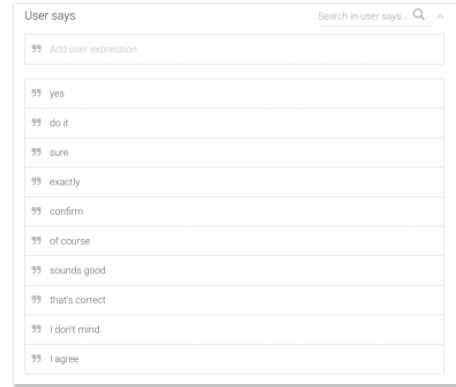 User says
Search in user says...
Add user expression
yes
do it
sure
exactly
confirm
of course
sounds good
that's correct
I don't mind
I agree